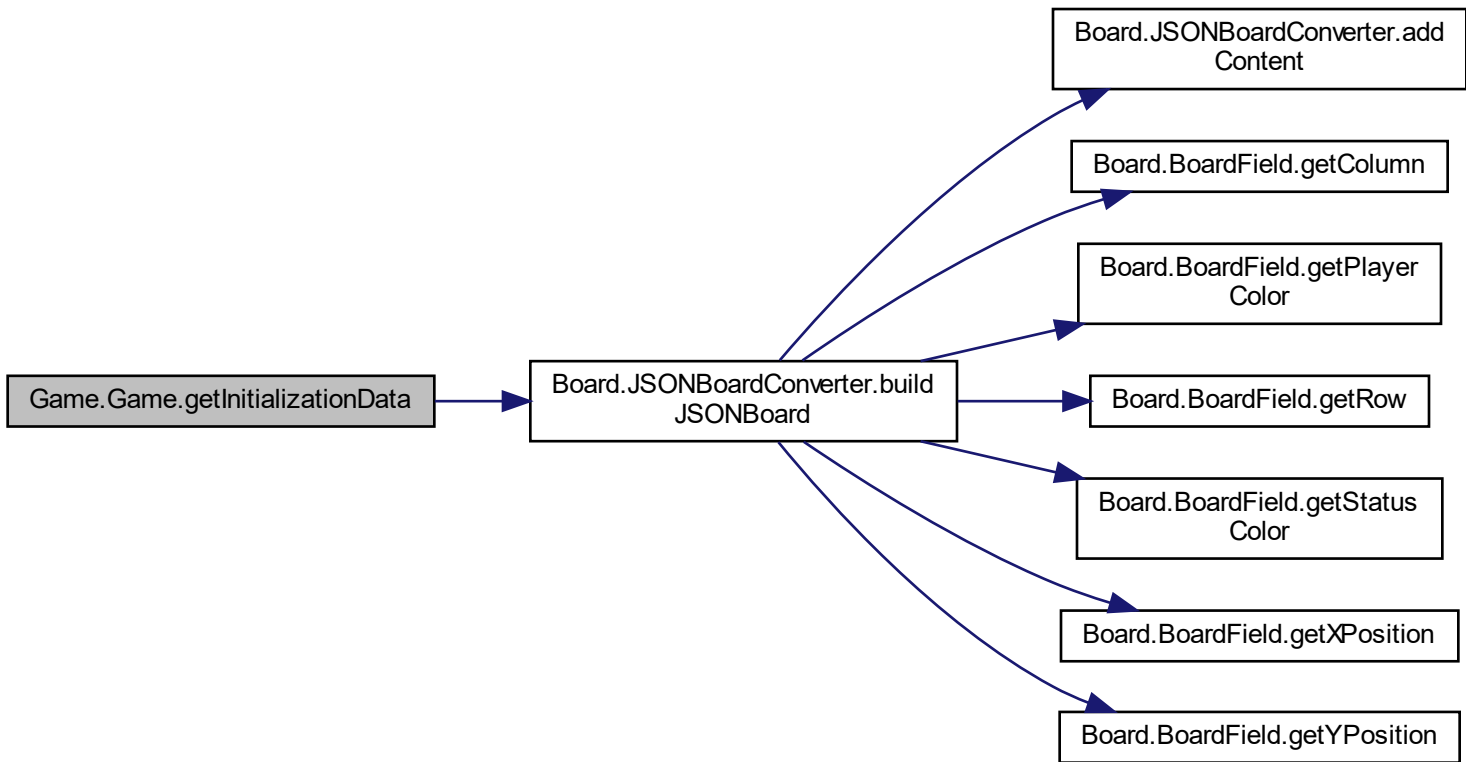 Game.Game.getInitializationData
Board.JSONBoardConverter.build
JSONBoard
Board.JSONBoardConverter.add
Content
Board.BoardField.getColumn
Board.BoardField.getPlayer
Color
Board.BoardField.getRow
Board.BoardField.getStatus
Color
Board.BoardField.getXPosition
Board.BoardField.getYPosition